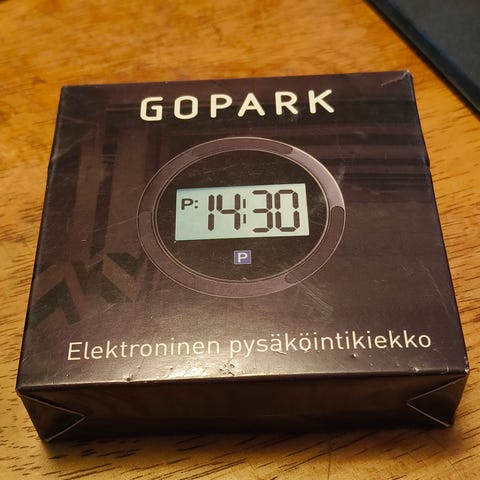 GOPARK
P: 14:30
P
Elektroninen pysäköintikiekko